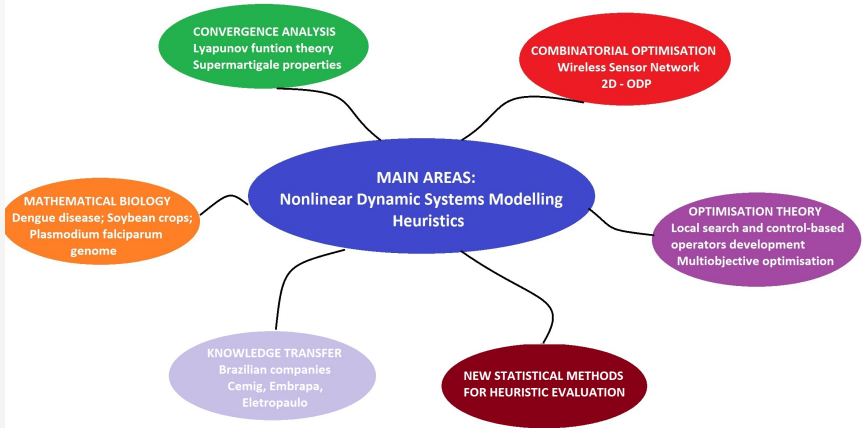 CONVERGENCE ANALYSIS
Lyapunov funtion theory
Supermartigale properties
COMBINATORIAL OPTIMISATION
Wireless Sensor Network
2D - ODP
MAIN AREAS:
Nonlinear Dynamic Systems Modelling
Heuristics
MATHEMATICAL BIOLOGY
Dengue disease; Soybean crops;
Plasmodium falciparum
genome
OPTIMISATION THEORY
Local search and control-based
operators development
Multiobjective optimisation
KNOWLEDGE TRANSFER
Brazilian companies
Cemig, Embrapa,
Eletropaulo
NEW STATISTICAL METHODS
FOR HEURISTIC EVALUATION